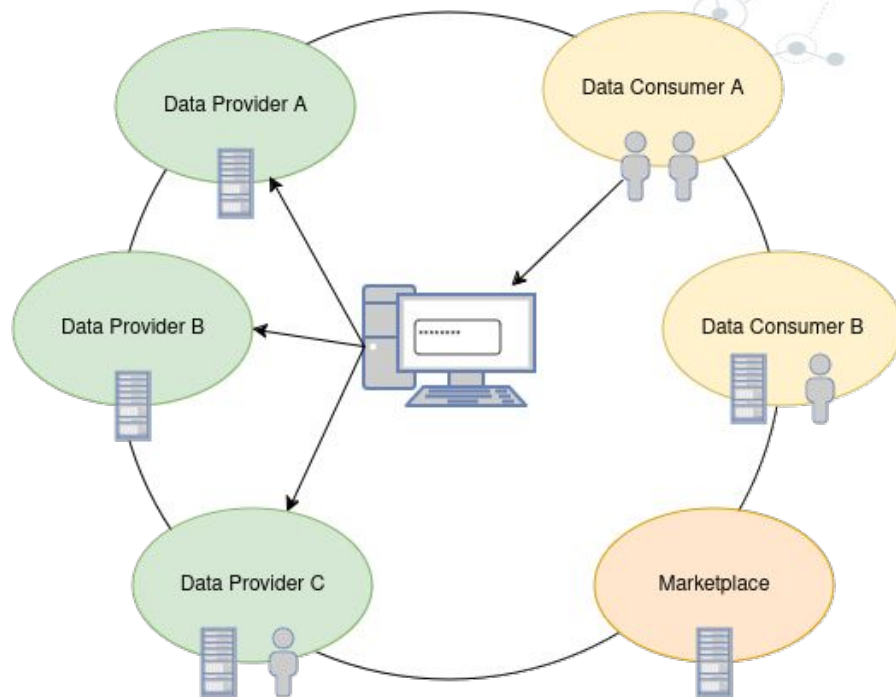 Data Provider A
Data Consumer A
Data Provider B
********
Data Consumer B
Data Provider C
Marketplace